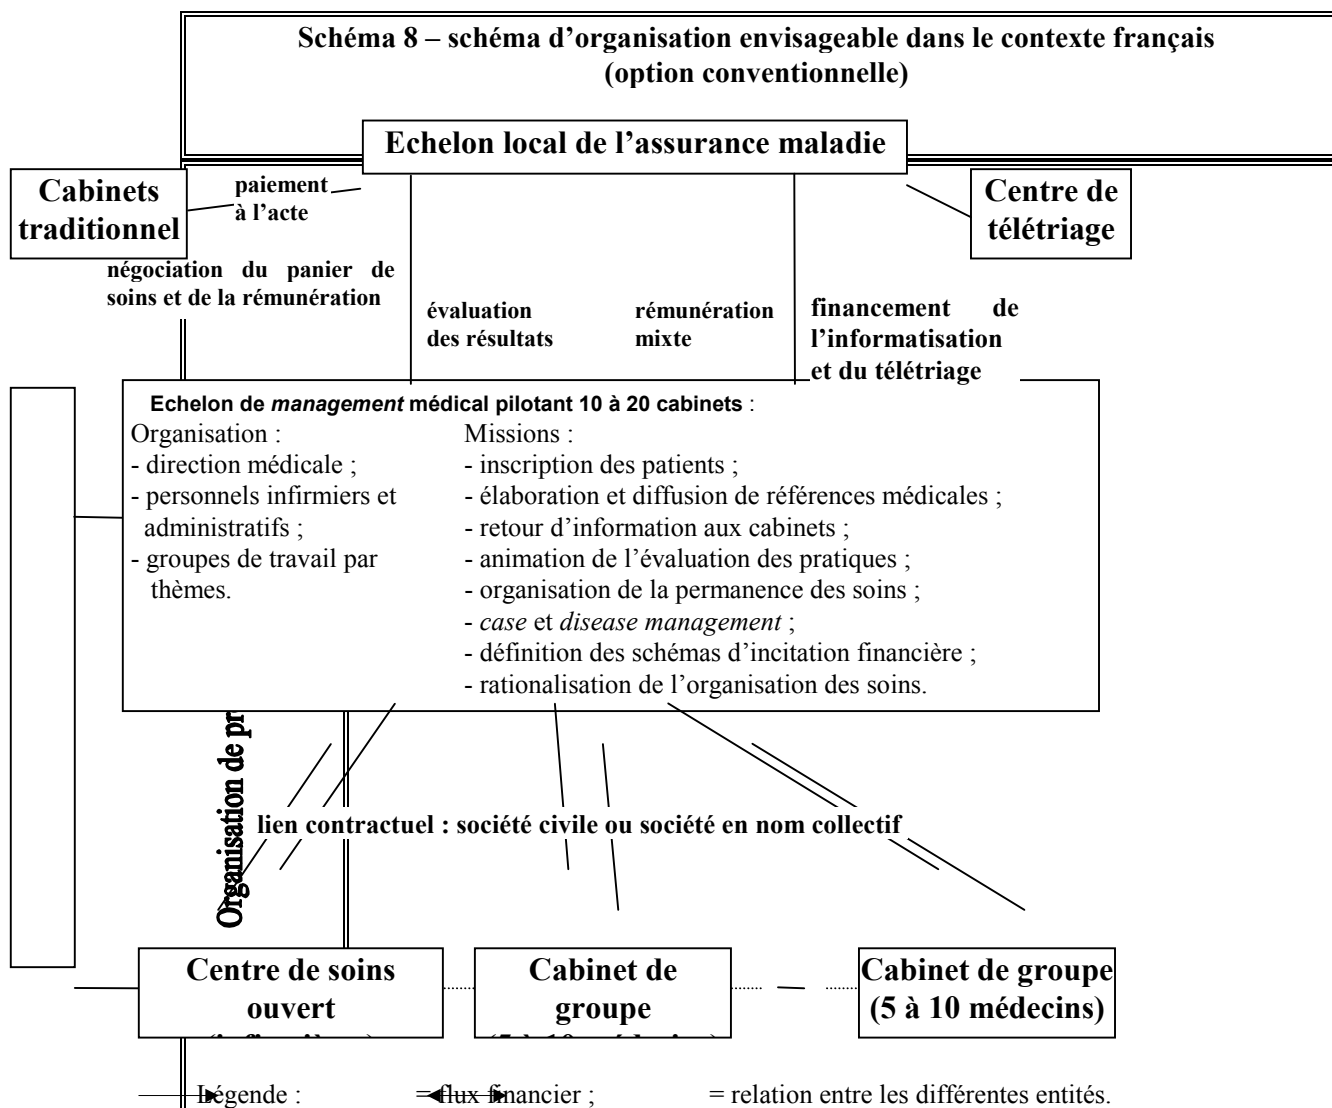 Schéma 8 – schéma d’organisation envisageable dans le contexte français
(option conventionnelle)
Echelon local de l’assurance maladie
Cabinets
traditionnel
paiement
à l’acte
Centre de
télétriage
négociation du panier de
soins et de la rémunération
évaluation
des résultats
rémunération
mixte
financement de
l’informatisation
et du télétriage
Echelon de management médical pilotant 10 à 20 cabinets :
Organisation :
- direction médicale ;
- personnels infirmiers et
administratifs ;
- groupes de travail par
thèmes.
Missions :
- inscription des patients ;
- élaboration et diffusion de références médicales ;
- retour d’information aux cabinets ;
- animation de l’évaluation des pratiques ;
- organisation de la permanence des soins ;
- case et disease management ;
- définition des schémas d’incitation financière ;
- rationalisation de l’organisation des soins.
Organisation de
lien contractuel : société civile ou société en nom collectif
Centre de soins
ouvert
Cabinet de
groupe
(5 à 10 médecins)
Cabinet de groupe
(5 à 10 médecins)
Légende :
= flux financier ;
= relation entre les différentes entités.